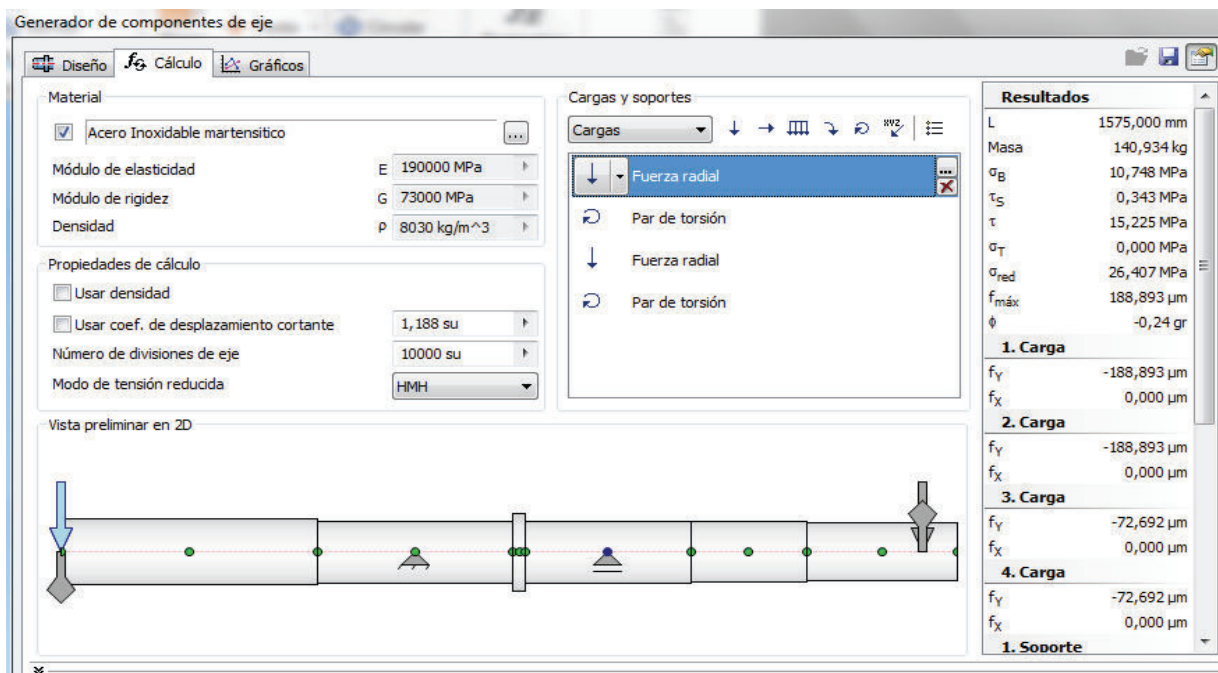 Generador de componentes de eje
Diseño Cálculo Gráficos
Material
Acero Inoxidable martensitico ...
Módulo de elasticidad E 190000 MPa
Módulo de rigidez G 73000 MPa
Densidad ρ 8030 kg/m^3
Propiedades de cálculo
Usar densidad
Usar coef. de desplazamiento cortante 1,188 su
Número de divisiones de eje 10000 su
Modo de tensión reducida HMH
Cargas y soportes
Cargas XYZ
Fuerza radial ...
Par de torsión
Fuerza radial
Par de torsión
Vista preliminar en 2D
Resultados
L 1575,000 mm
Masa 140,934 kg
σB 10,748 MPa
τS 0,343 MPa
τ 15,225 MPa
σT 0,000 MPa
σred 26,407 MPa
fmáx 188,893 μm
ϕ -0,24 gr
1. Carga
fY -188,893 μm
fX 0,000 μm
2. Carga
fY -188,893 μm
fX 0,000 μm
3. Carga
fY -72,692 μm
fX 0,000 μm
4. Carga
fY -72,692 μm
fX 0,000 μm
1. Soporte